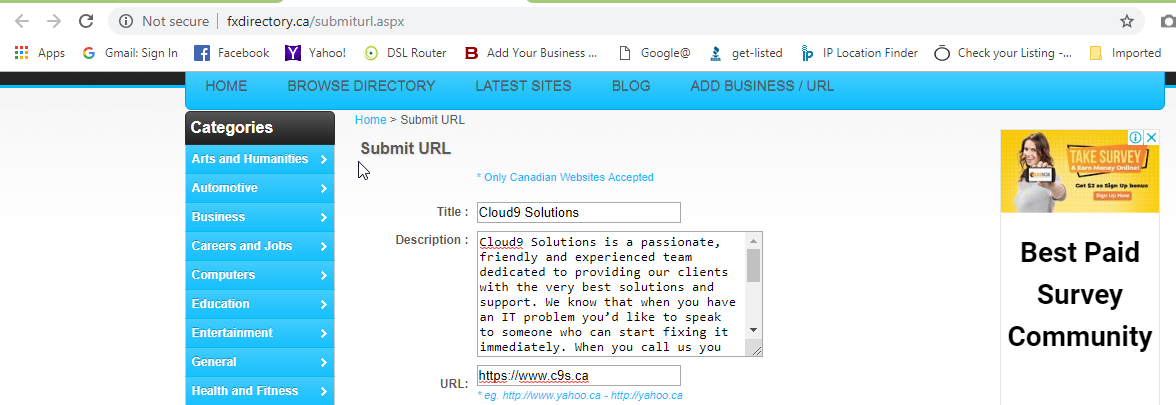 Not secure | fxdirectory.ca/submiturl.aspx
Apps Gmail: Sign In Facebook Yahoo! DSL Router Add Your Business ... Google@ get-listed IP Location Finder Check your Listing -... Imported
HOME BROWSE DIRECTORY LATEST SITES BLOG ADD BUSINESS / URL
Categories
Arts and Humanities
Automotive
Business
Careers and Jobs
Computers
Education
Entertainment
General
Health and Fitness
Home > Submit URL
Submit URL
* Only Canadian Websites Accepted
Title : Cloud9 Solutions
Description : Cloud9 Solutions is a passionate,
friendly and experienced team
dedicated to providing our clients
with the very best solutions and
support. We know that when you have
an IT problem you’d like to speak
to someone who can start fixing it
immediately. When you call us you
URL: https://www.c9s.ca
* eg. http://www.yahoo.ca - http://yahoo.ca
TAKE SURVEY
& Earn Money Online!
Get $2 as Sign Up bonus
Sign Up Now
Best Paid
Survey
Community